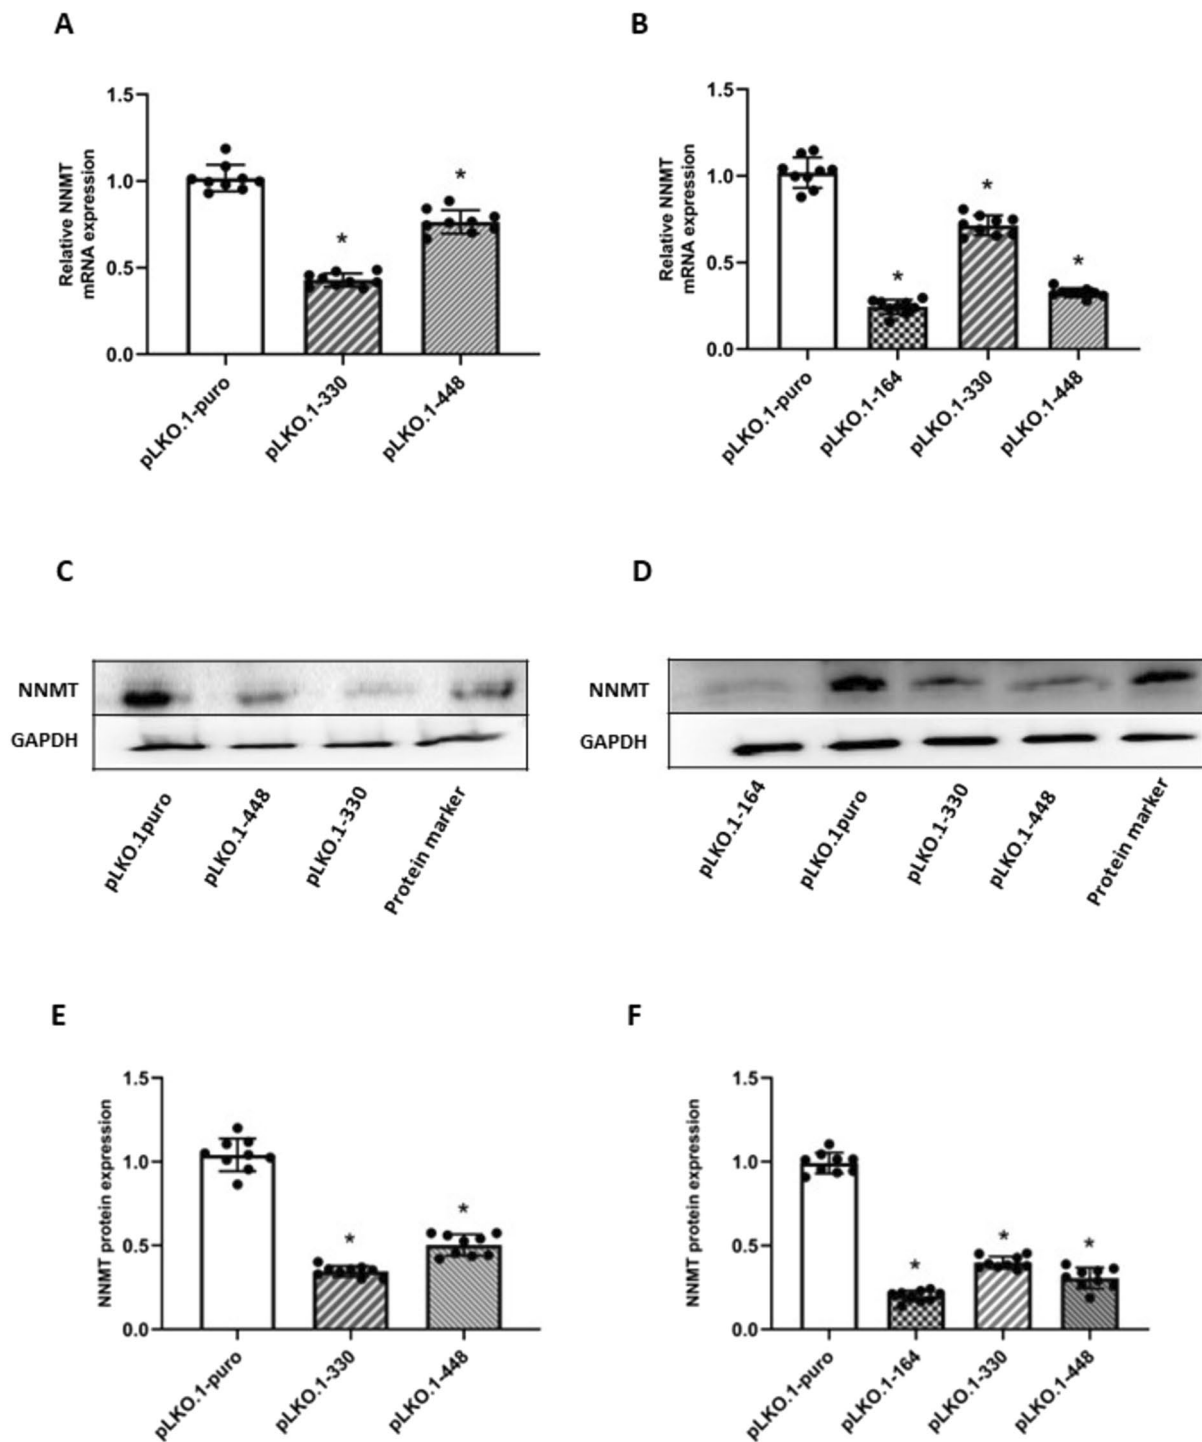 A
B
1.5
1.0
0.5
0.0
Relative NNMT
mRNA expression
*
*
pLKO.1-puro
pLKO.1-330
pLKO.1-448
1.5
1.0
0.5
0.0
Relative NNMT
mRNA expression
*
*
*
pLKO.1-puro
pLKO.1-164
pLKO.1-330
pLKO.1-448
C
D
NNMT
GAPDH
pLKO.1puro
pLKO.1-448
pLKO.1-330
Protein marker
NNMT
GAPDH
pLKO.1-164
pLKO.1puro
pLKO.1-330
pLKO.1-448
Protein marker
E
F
1.5
1.0
0.5
0.0
NNMT protein expression
*
*
pLKO.1-puro
pLKO.1-330
pLKO.1-448
1.5
1.0
0.5
0.0
NNMT protein expression
*
*
*
pLKO.1-puro
pLKO.1-164
pLKO.1-330
pLKO.1-448